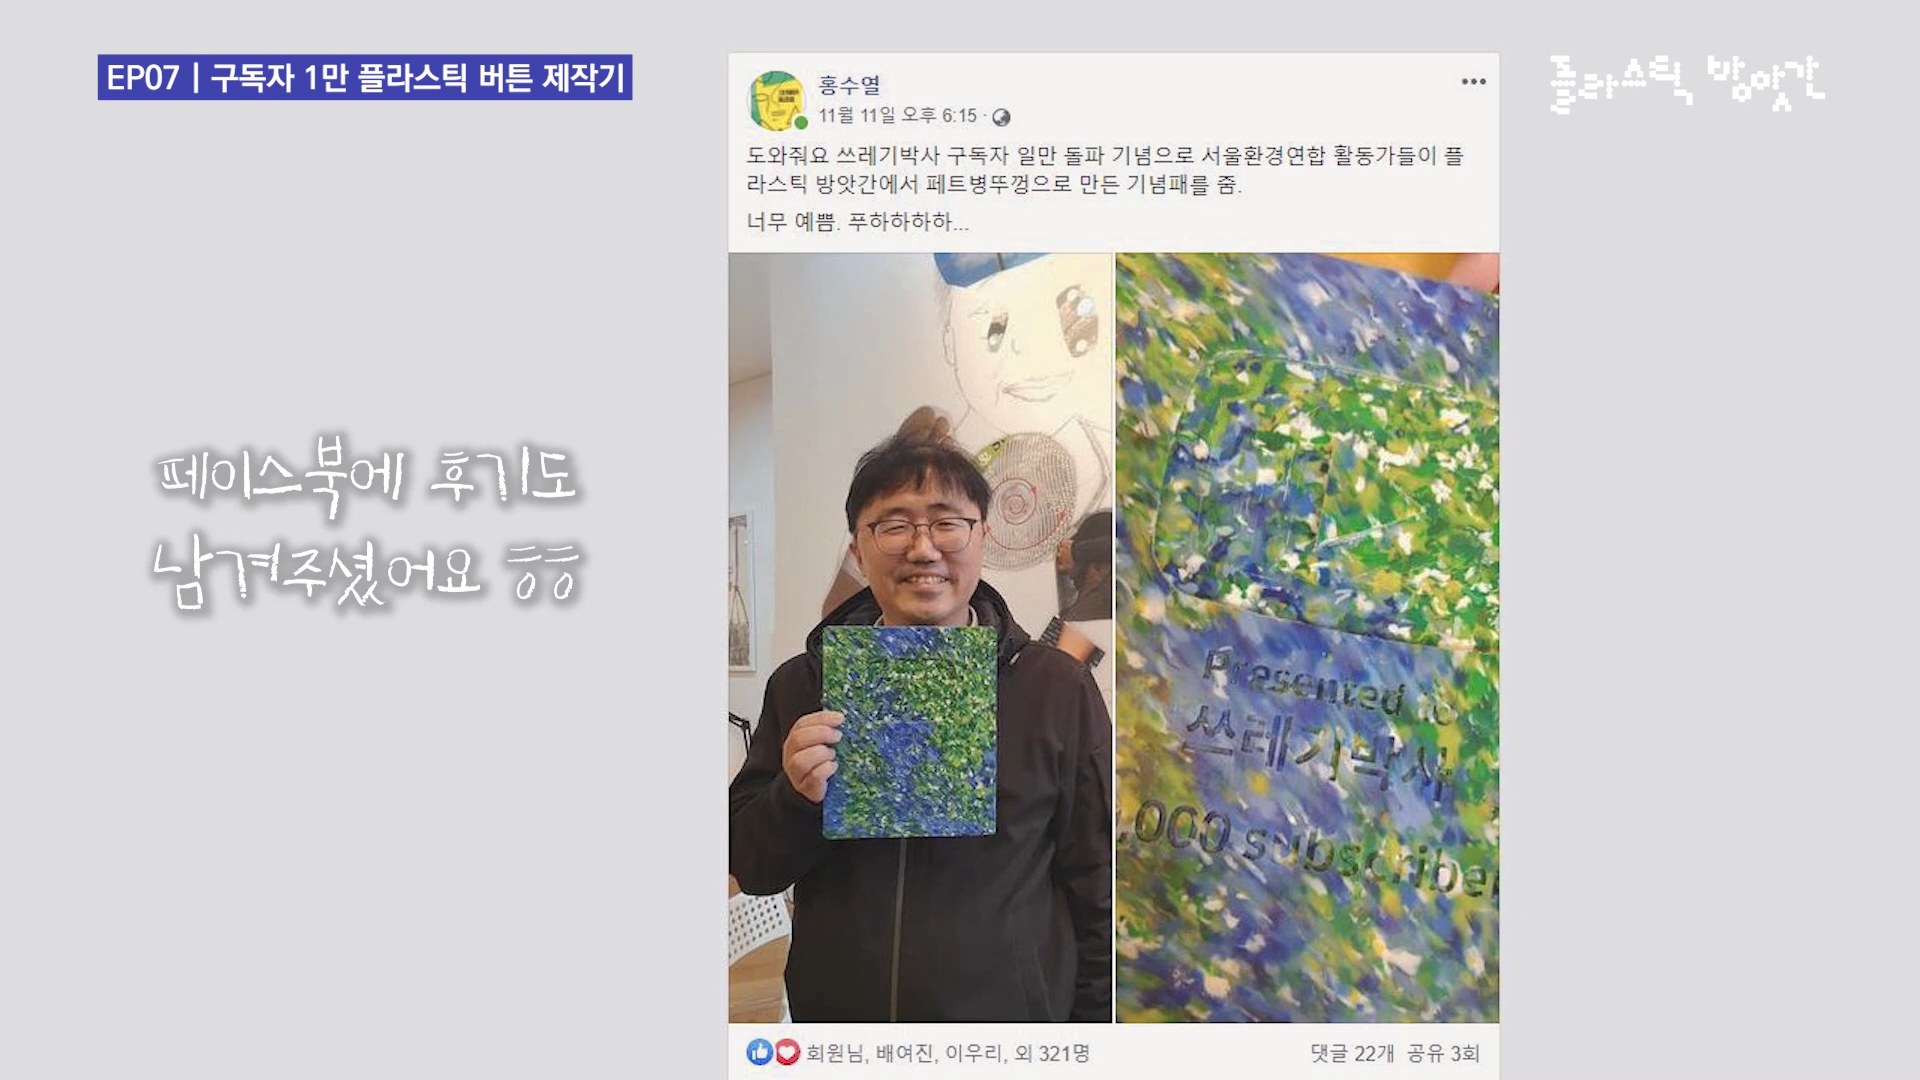 EP07 | 구독자 1만 플라스틱 버튼 제작기
플라스틱 방앗간
페이스북에 후기도
남겨주셨어요 ㅎㅎ
홍수열
11월 11일 오후 6:15 ·
도와줘요 쓰레기박사 구독자 일만 돌파 기념으로 서울환경연합 활동가들이 플
라스틱 방앗간에서 페트병뚜껑으로 만든 기념패를 줌.
너무 예쁨. 푸하하하하...
Presented to
쓰레기박사
,000 subscriber
회원님, 배여진, 이우리, 외 321명
댓글 22개 공유 3회